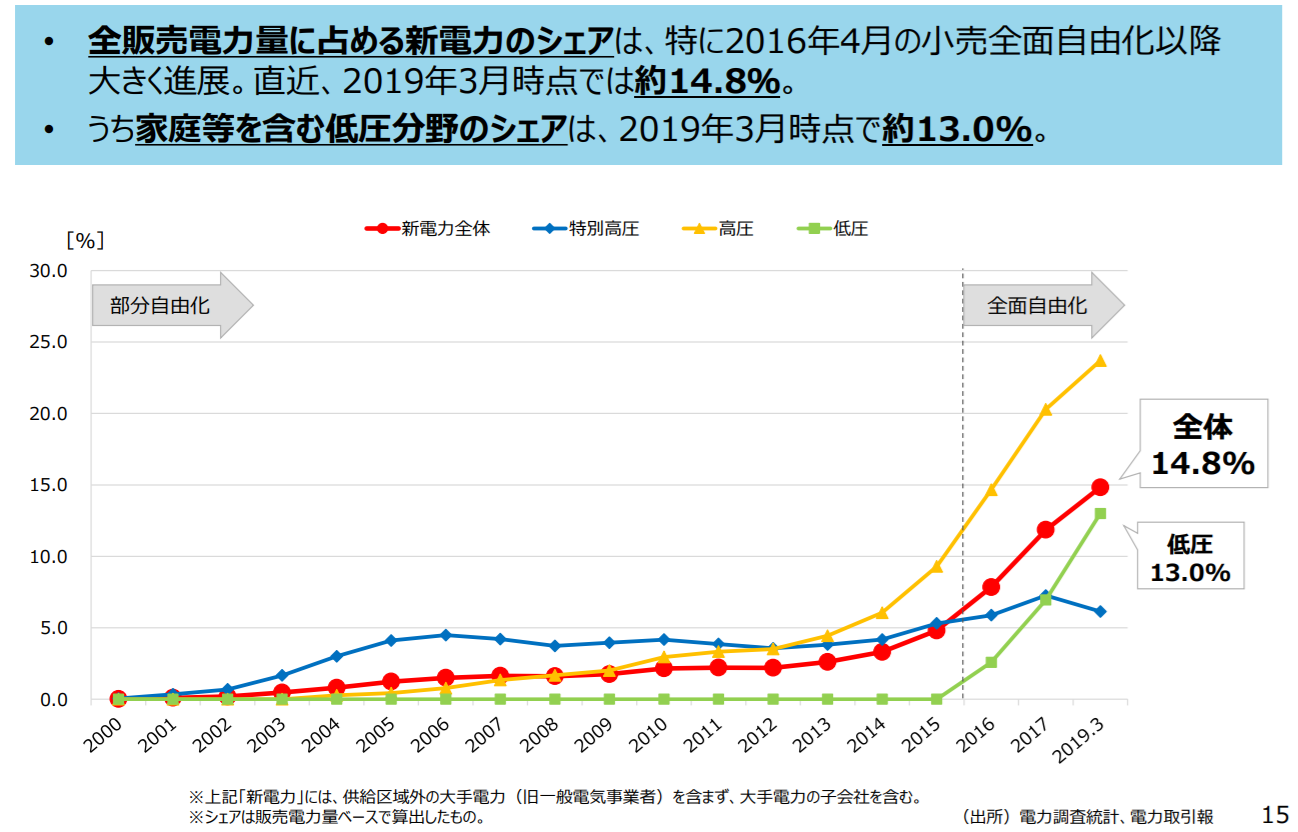 • 全販売電力量に占める新電力のシェアは、特に2016年4月の小売全面自由化以降
大きく進展。直近、2019年3月時点では約14.8%。
• うち家庭等を含む低圧分野のシェアは、2019年3月時点で約13.0%。
新電力全体 特別高圧 高圧 低圧
[%]
30.0
部分自由化
全面自由化
25.0
20.0
全体
14.8%
15.0
10.0
低圧
13.0%
5.0
0.0
2000 2001 2002 2003 2004 2005 2006 2007 2008 2009 2010 2011 2012 2013 2014 2015 2016 2017 2019.3
※上記「新電力」には、供給区域外の大手電力（旧一般電気事業者）を含まず、大手電力の子会社を含む。
※シェアは販売電力量ベースで算出したもの。
（出所）電力調査統計、電力取引報
15